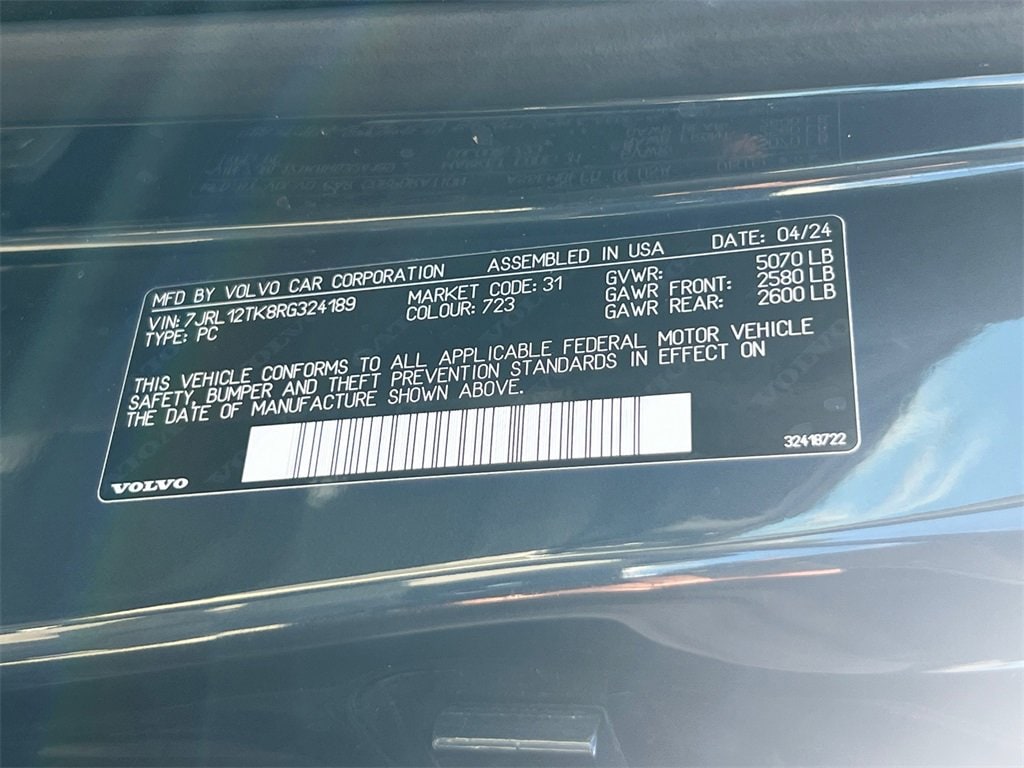 MFD BY VOLVO CAR CORPORATION ASSEMBLED IN USA DATE: 04/24
VIN: 7JRL12TK8RG324189 MARKET CODE: 31 GVWR: 5070 LB
TYPE: PC COLOUR: 723 GAWR FRONT: 2580 LB
GAWR REAR: 2600 LB
THIS VEHICLE CONFORMS TO ALL APPLICABLE FEDERAL MOTOR VEHICLE
SAFETY, BUMPER AND THEFT PREVENTION STANDARDS IN EFFECT ON
THE DATE OF MANUFACTURE SHOWN ABOVE.
VOLVO 32418722